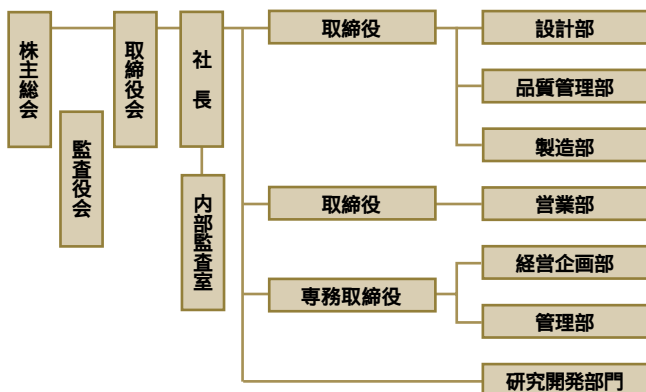 株主総会
監査役会
取締役会
社長
内部監査室
取締役
設計部
品質管理部
製造部
取締役
営業部
専務取締役
経営企画部
管理部
研究開発部門